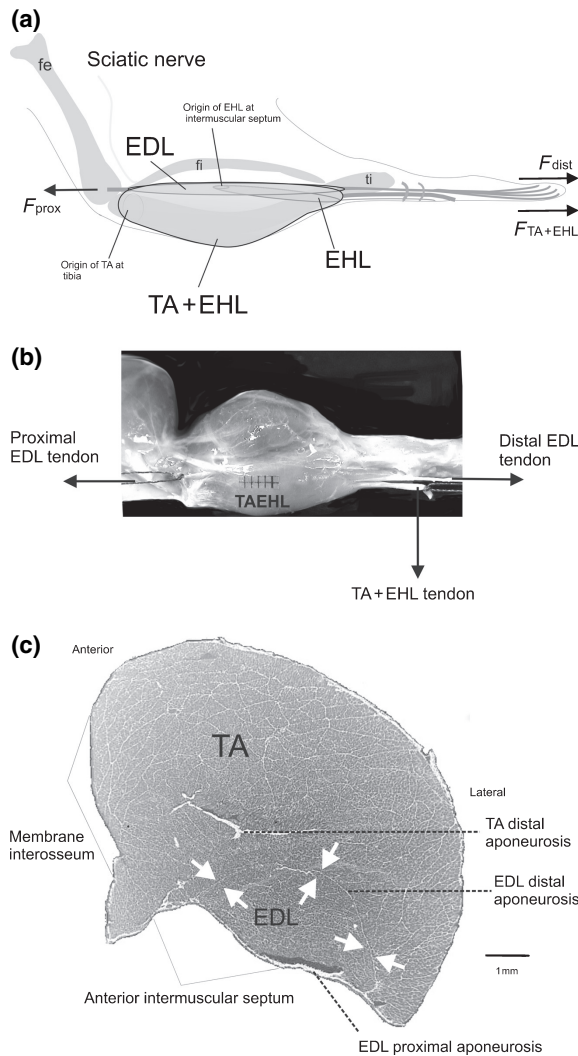 (a)
fe
Sciatic nerve
Origin of EHL at
intermuscular septum
EDL
fi
ti
Fdist
Fprox
FTA+EHL
Origin of TA at
tibia
EHL
TA + EHL
(b)
Proximal
EDL tendon
Distal EDL
tendon
TAEHL
TA + EHL tendon
(c)
Anterior
TA
Lateral
TA distal
aponeurosis
Membrane
interosseum
EDL distal
aponeurosis
EDL
1 mm
Anterior intermuscular septum
EDL proximal aponeurosis